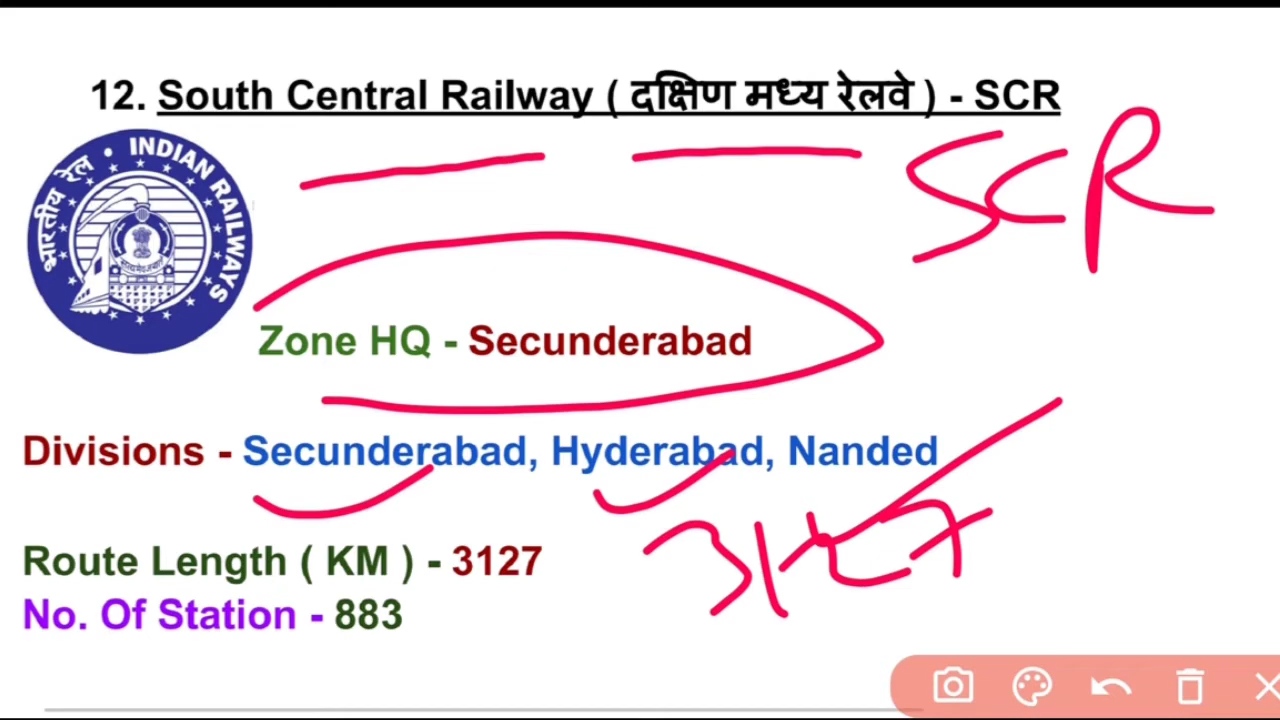 12. South Central Railway ( दक्षिण मध्य रेलवे ) - SCR
भारतीय रेल • INDIAN RAILWAYS
SCR
Zone HQ - Secunderabad
Divisions - Secunderabad, Hyderabad, Nanded
Route Length ( KM ) - 3127
3127
No. Of Station - 883